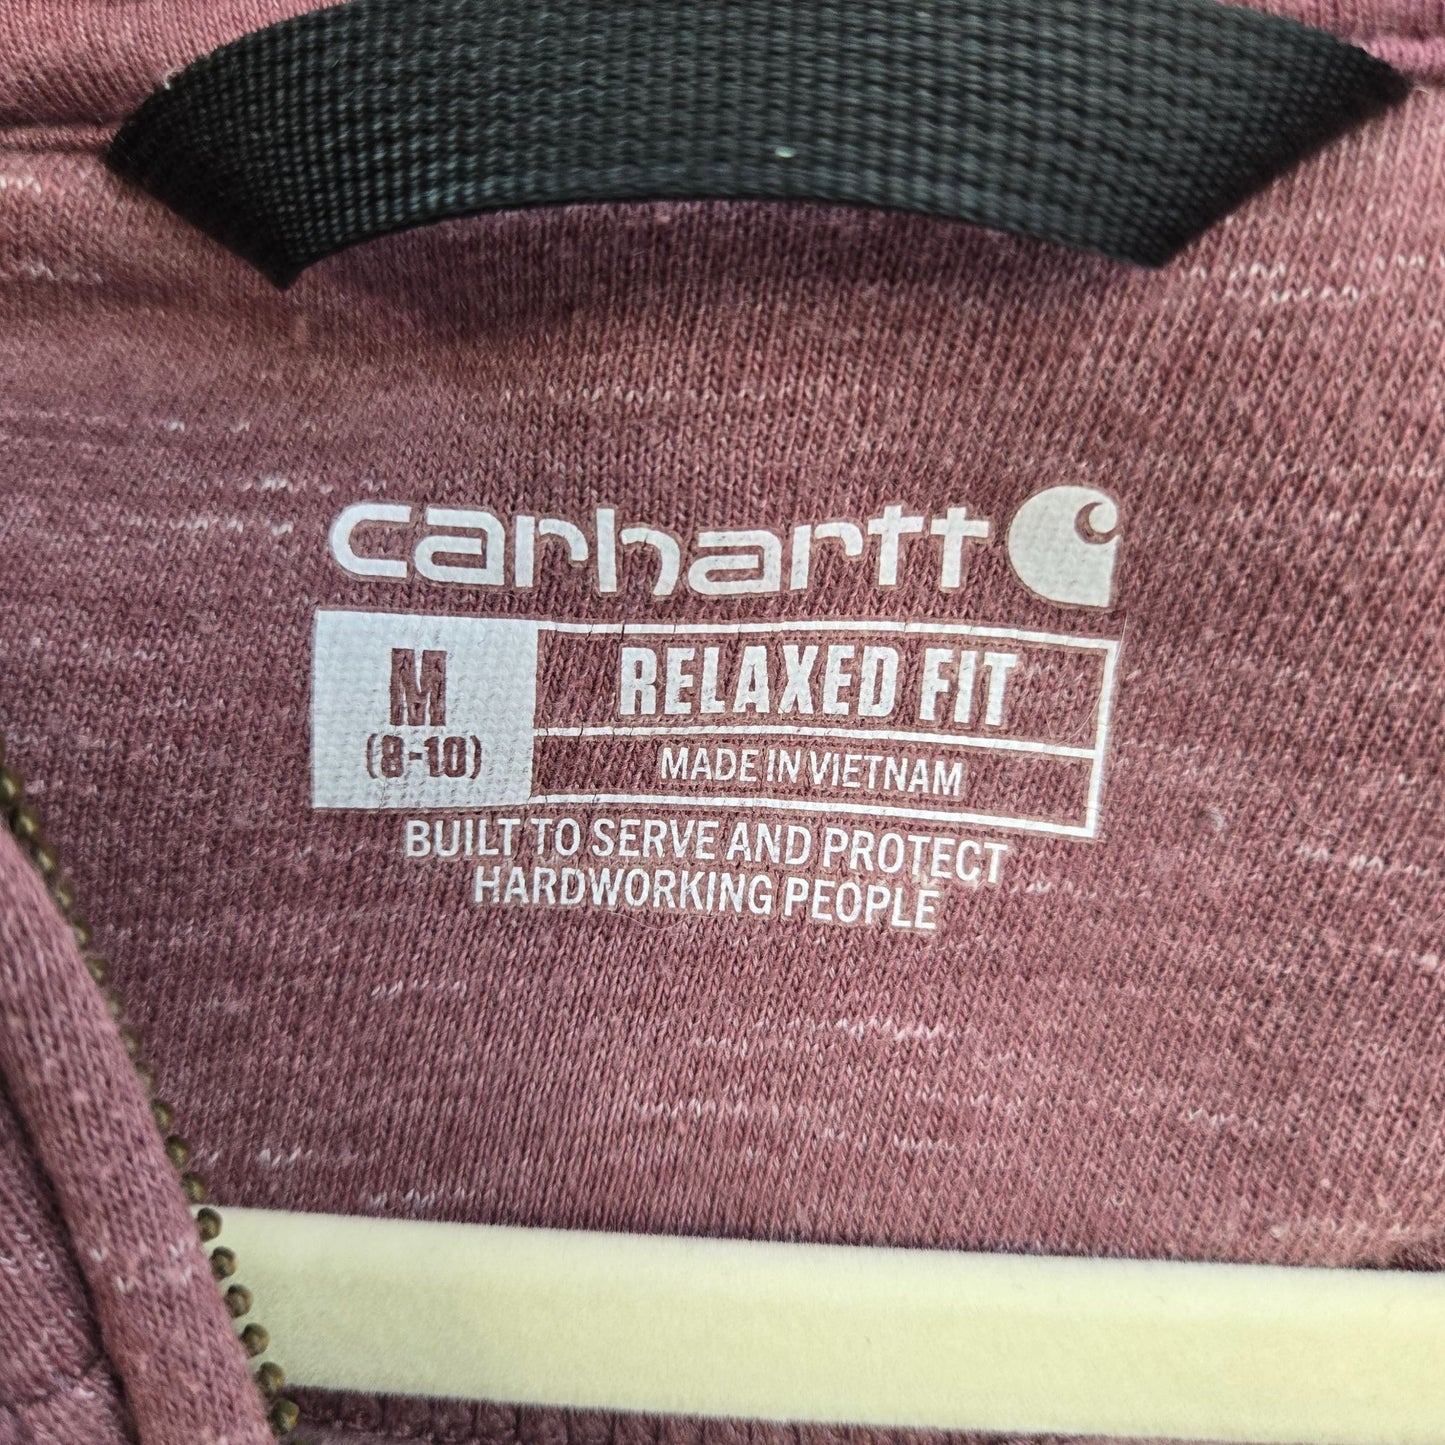 carhartt
M
(8-10)
RELAXED FIT
MADE IN VIETNAM
BUILT TO SERVE AND PROTECT
HARDWORKING PEOPLE